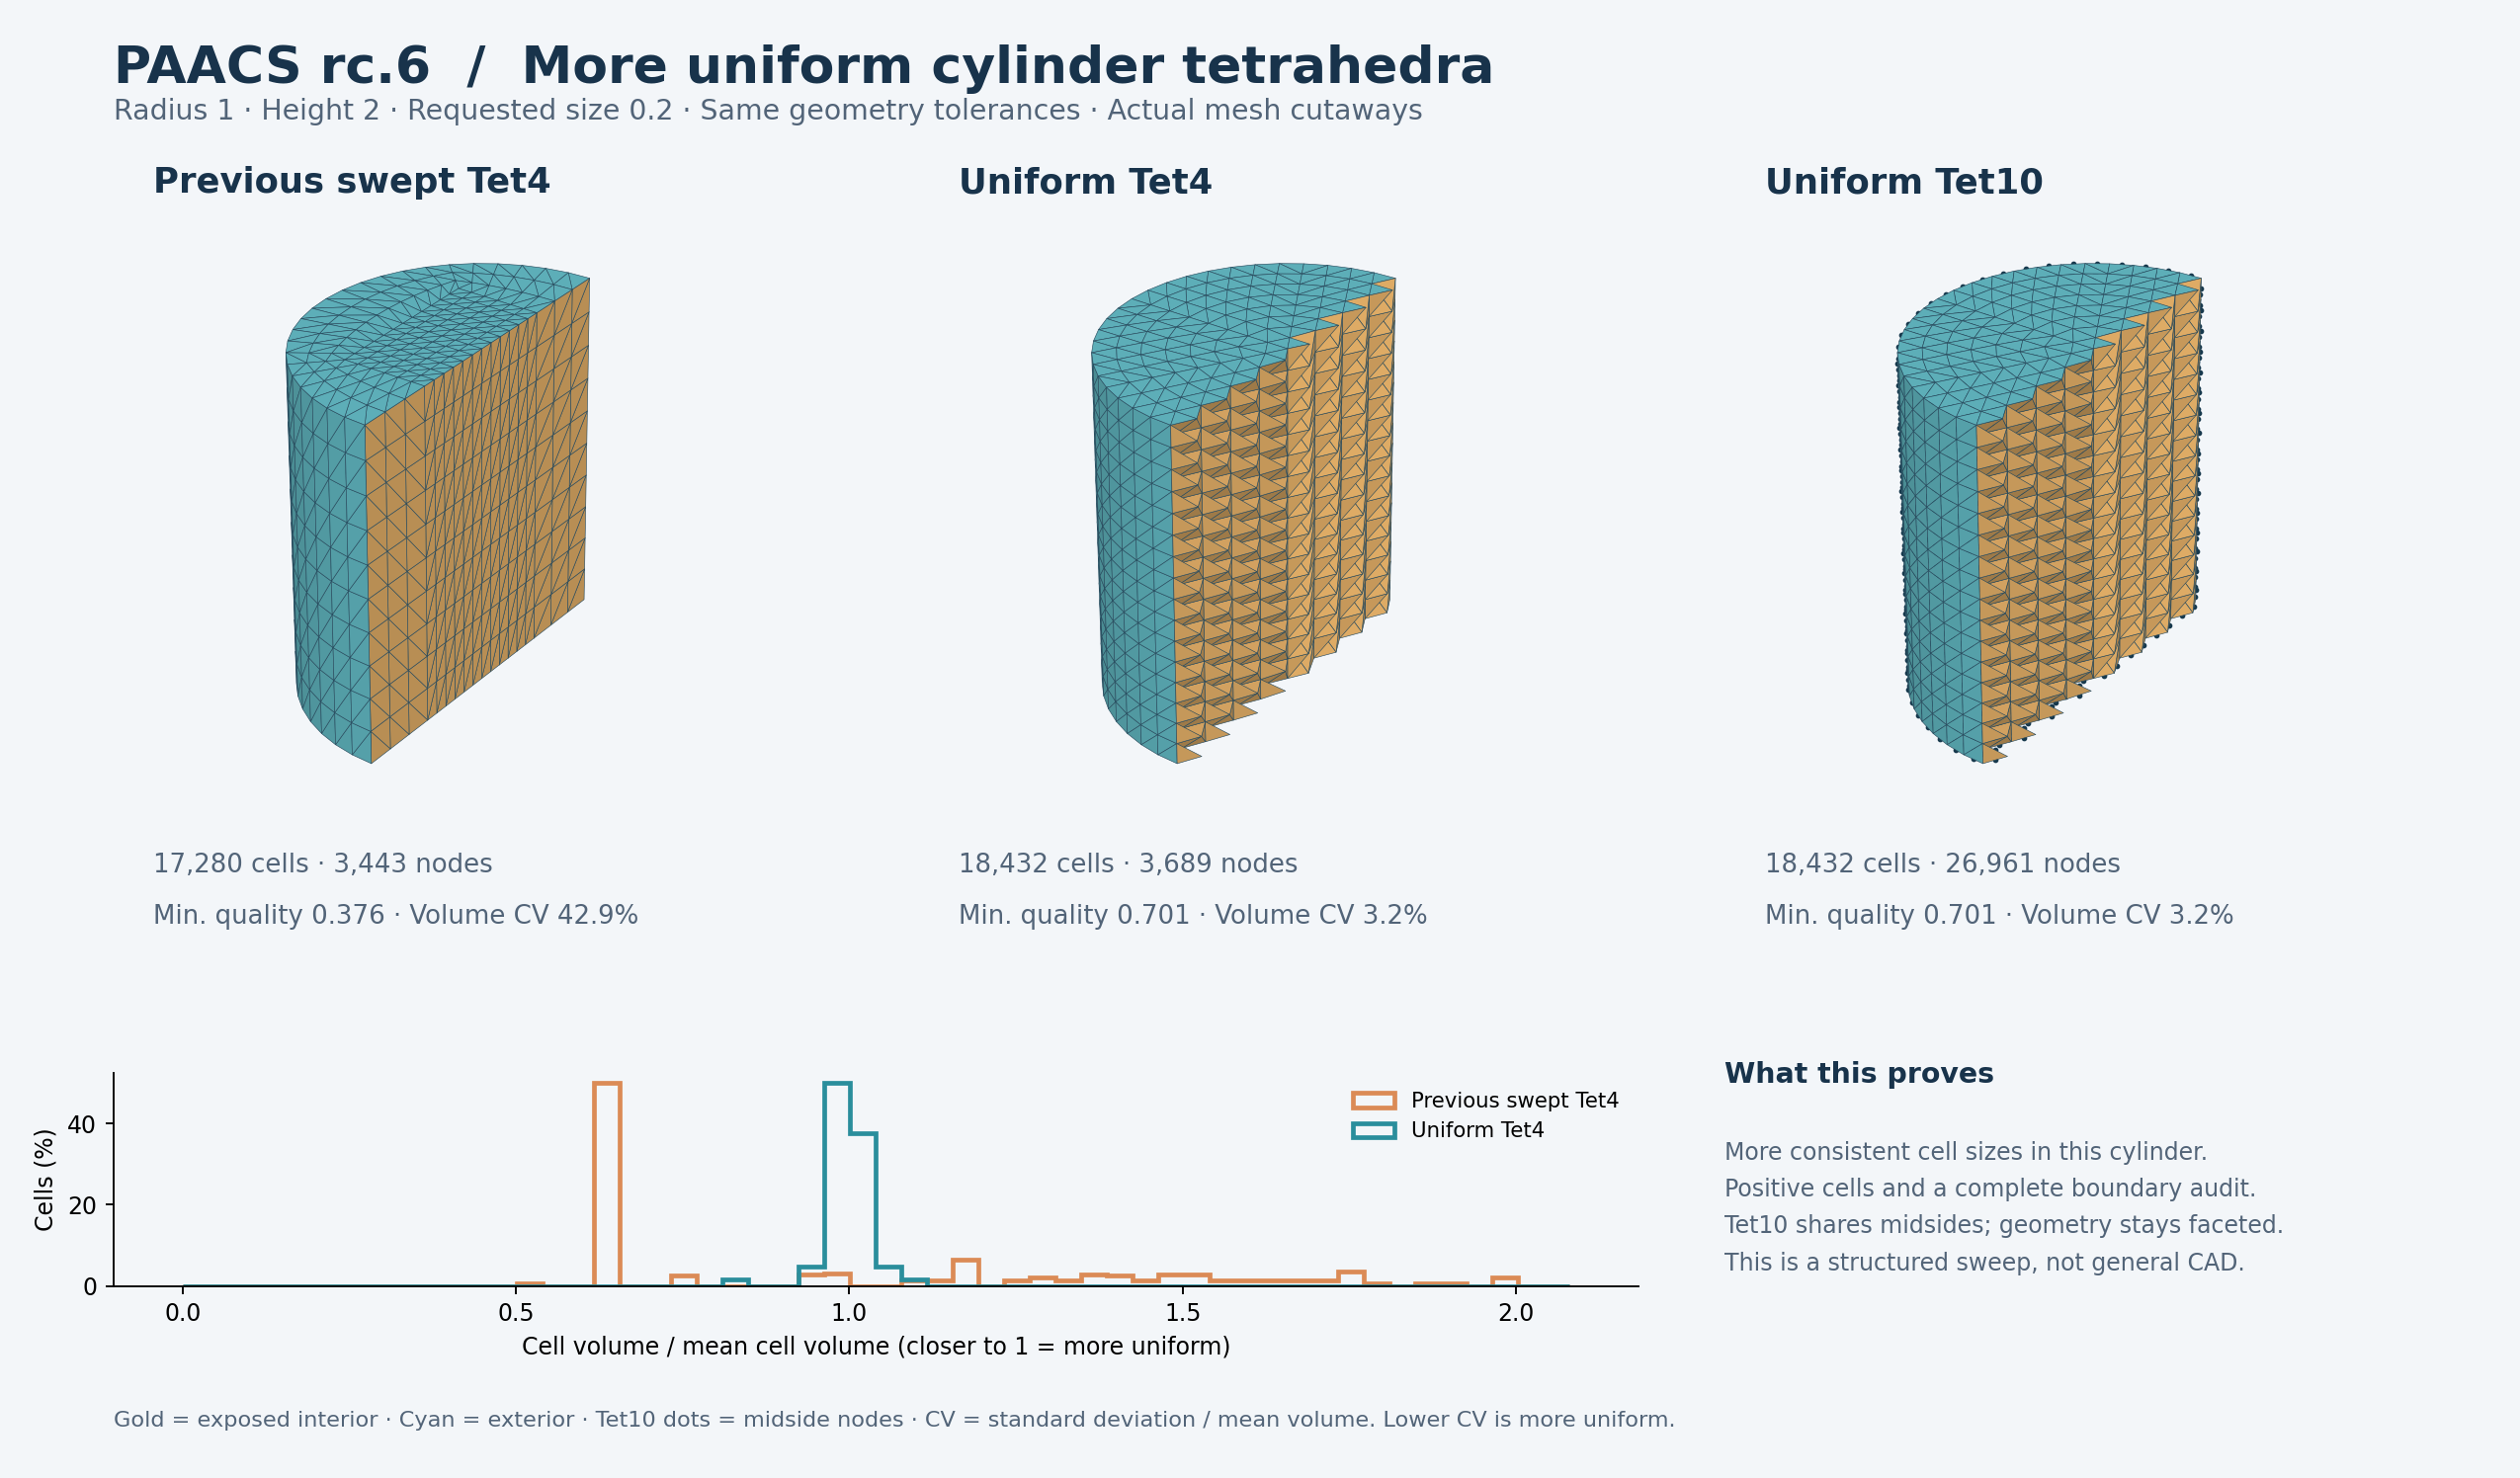 PAACS rc.6 / More uniform cylinder tetrahedra
Radius 1 · Height 2 · Requested size 0.2 · Same geometry tolerances · Actual mesh cutaways
Previous swept Tet4
Uniform Tet4
Uniform Tet10
17,280 cells · 3,443 nodes
Min. quality 0.376 · Volume CV 42.9%
18,432 cells · 3,689 nodes
Min. quality 0.701 · Volume CV 3.2%
18,432 cells · 26,961 nodes
Min. quality 0.701 · Volume CV 3.2%
Cells (%)
40
20
0
0.0
0.5
1.0
1.5
2.0
Cell volume / mean cell volume (closer to 1 = more uniform)
Previous swept Tet4
Uniform Tet4
What this proves
More consistent cell sizes in this cylinder.
Positive cells and a complete boundary audit.
Tet10 shares midsides; geometry stays faceted.
This is a structured sweep, not general CAD.
Gold = exposed interior · Cyan = exterior · Tet10 dots = midside nodes · CV = standard deviation / mean volume. Lower CV is more uniform.